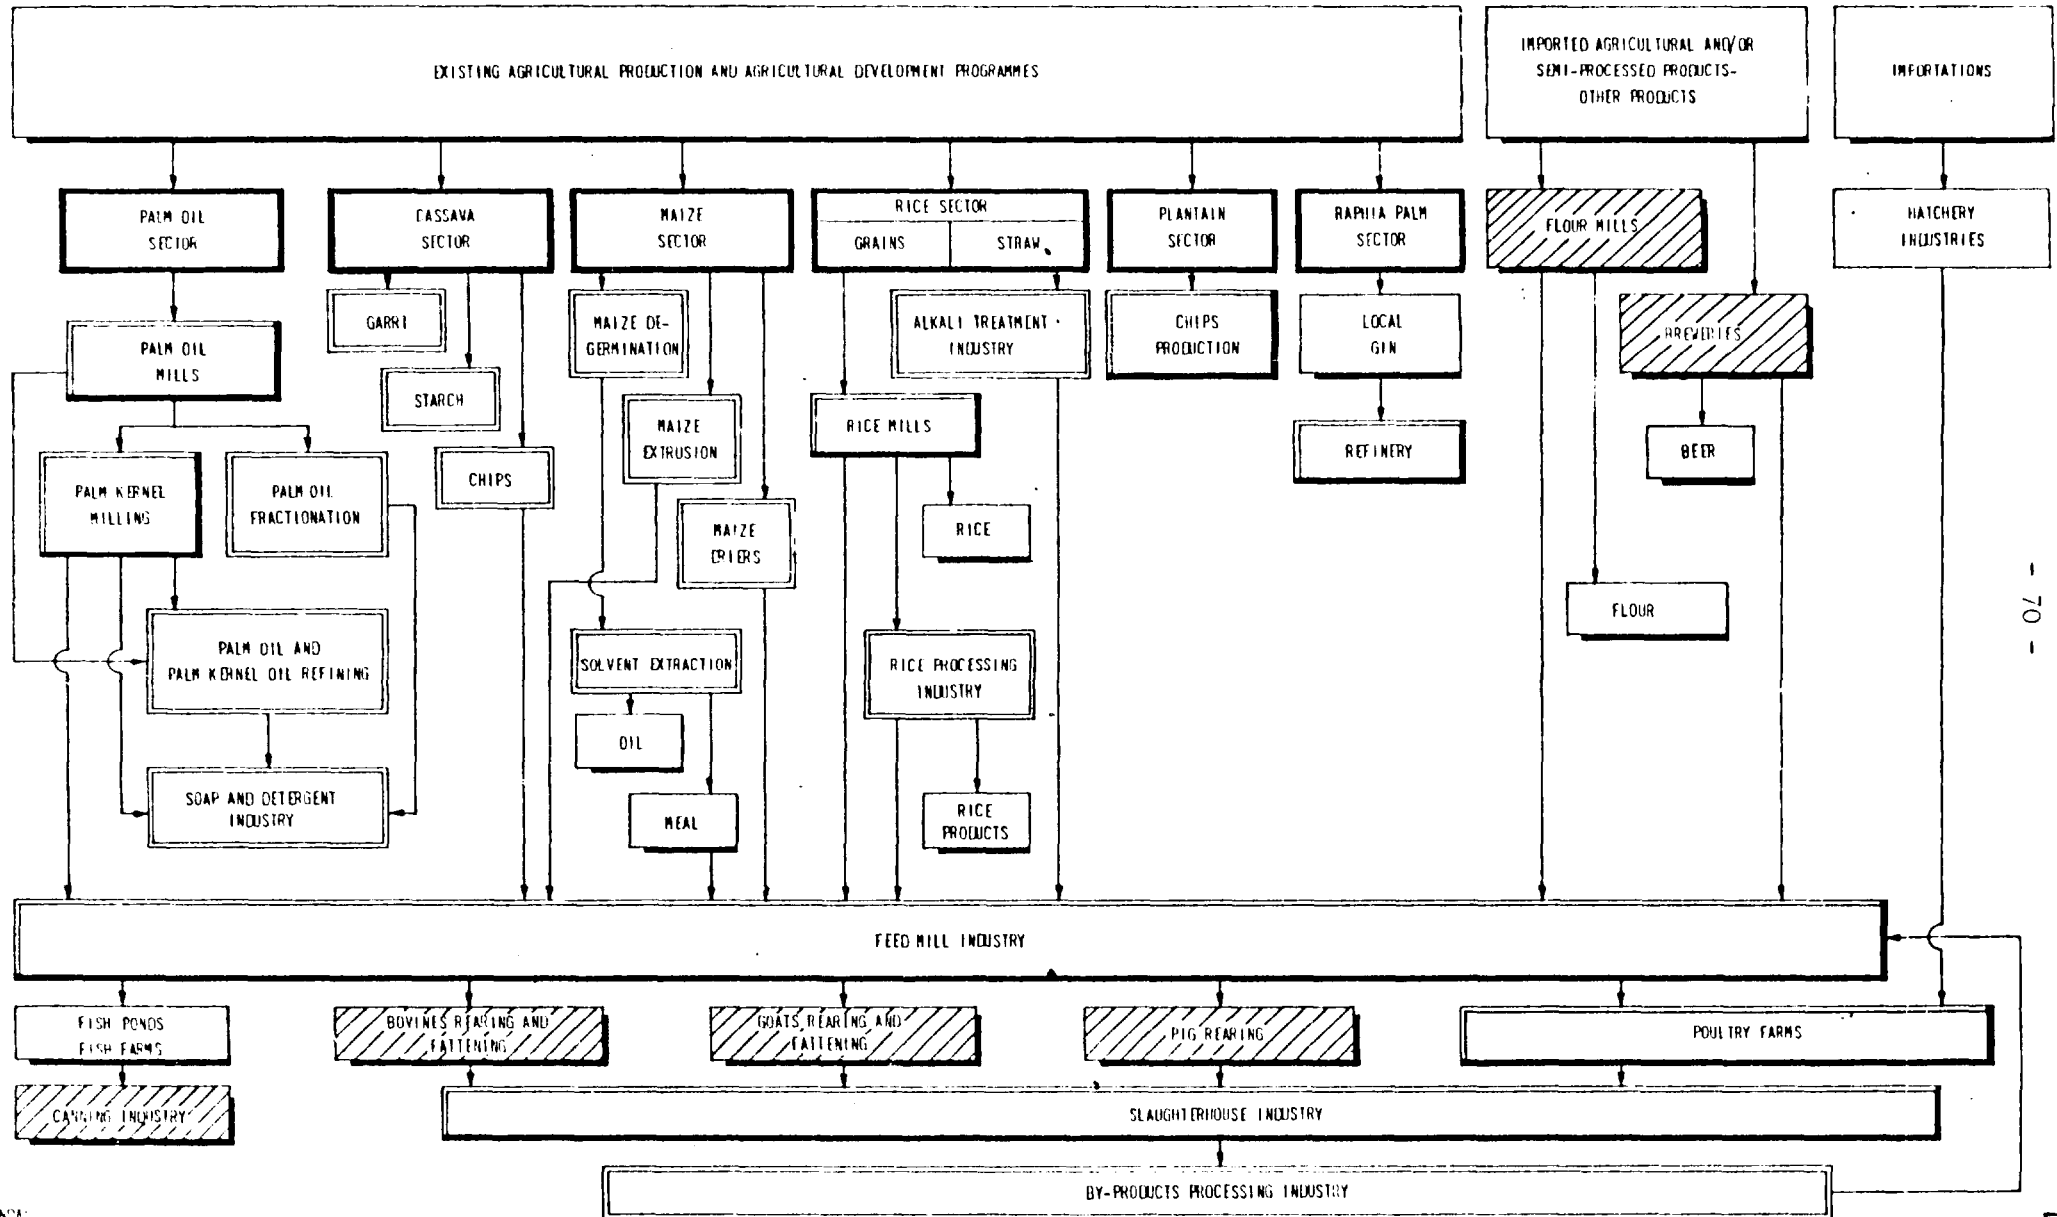 EXISTING AGRICULTURAL PRODUCTION AND AGRICULTURAL DEVELOPMENT PROGRAMMES
IMPORTED AGRICULTURAL AND/OR
SEMI-PROCESSED PRODUCTS-
OTHER PRODUCTS
IMPORTATIONS
PALM OIL
SECTOR
CASSAVA
SECTOR
MAIZE
SECTOR
RICE SECTOR
GRAINS
STRAW
PLANTAIN
SECTOR
RAPHIA PALM
SECTOR
FLOUR MILLS
HATCHERY
INDUSTRIES
PALM OIL
MILLS
GARRI
STARCH
CHIPS
MAIZE DE-
GERMINATION
MAIZE
EXTRUSION
MAIZE
DRIERS
ALKALI TREATMENT
INDUSTRY
RICE MILLS
RICE
CHIPS
PRODUCTION
LOCAL
GIN
REFINERY
BREWERIES
BEER
FLOUR
PALM KERNEL
MILLING
PALM OIL
FRACTIONATION
PALM OIL AND
PALM KERNEL OIL REFINING
SOAP AND DETERGENT
INDUSTRY
SOLVENT EXTRACTION
OIL
MEAL
RICE PROCESSING
INDUSTRY
RICE
PRODUCTS
- 70 -
FEED MILL INDUSTRY
FISH PONDS
FISH FARMS
BOVINES REARING AND
FATTENING
GOATS REARING AND
FATTENING
PIG REARING
POULTRY FARMS
CANNING INDUSTRY
SLAUGHTERHOUSE INDUSTRY
BY-PRODUCTS PROCESSING INDUSTRY